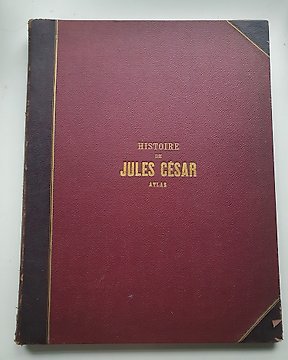 HISTOIRE
DE
JULES CÉSAR
ATLAS